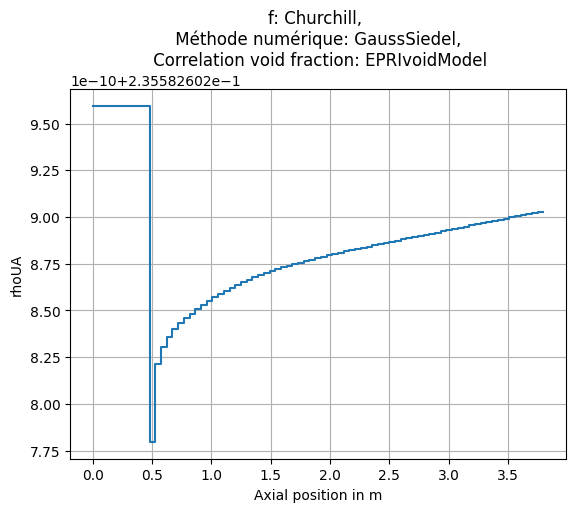 f: Churchill,
Méthode numérique: GaussSiedel,
Correlation void fraction: EPRIvoidModel
1e-10+2.35582602e-1
9.50
9.25
9.00
8.75
8.50
8.25
8.00
7.75
rhoUA
0.0 0.5 1.0 1.5 2.0 2.5 3.0 3.5
Axial position in m